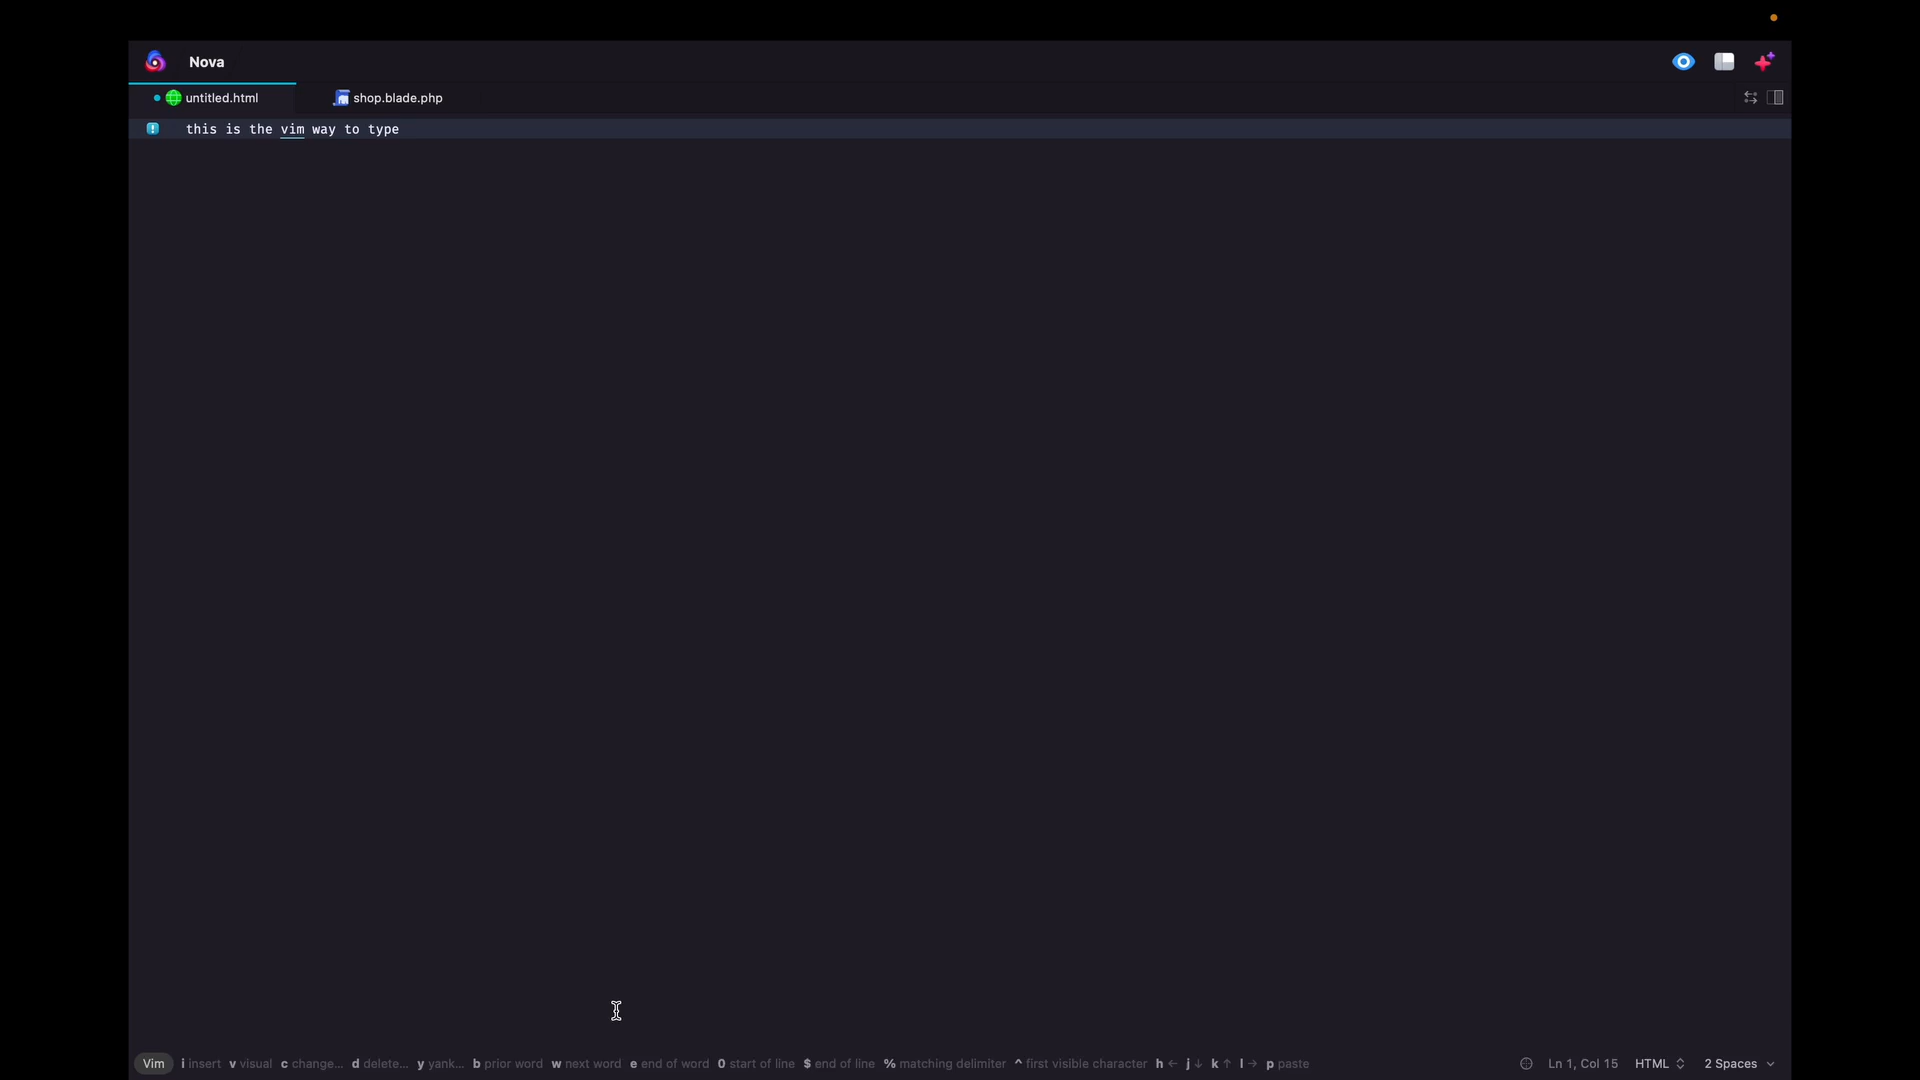 Nova
untitled.html
shop.blade.php
this is the vim way to type
Vim i insert v visual c change... d delete... y yank... b prior word w next word e end of word 0 start of line $ end of line % matching delimiter ^ first visible character h ← j ↓ k ↑ l → p paste
Ln 1, Col 15 HTML 2 Spaces